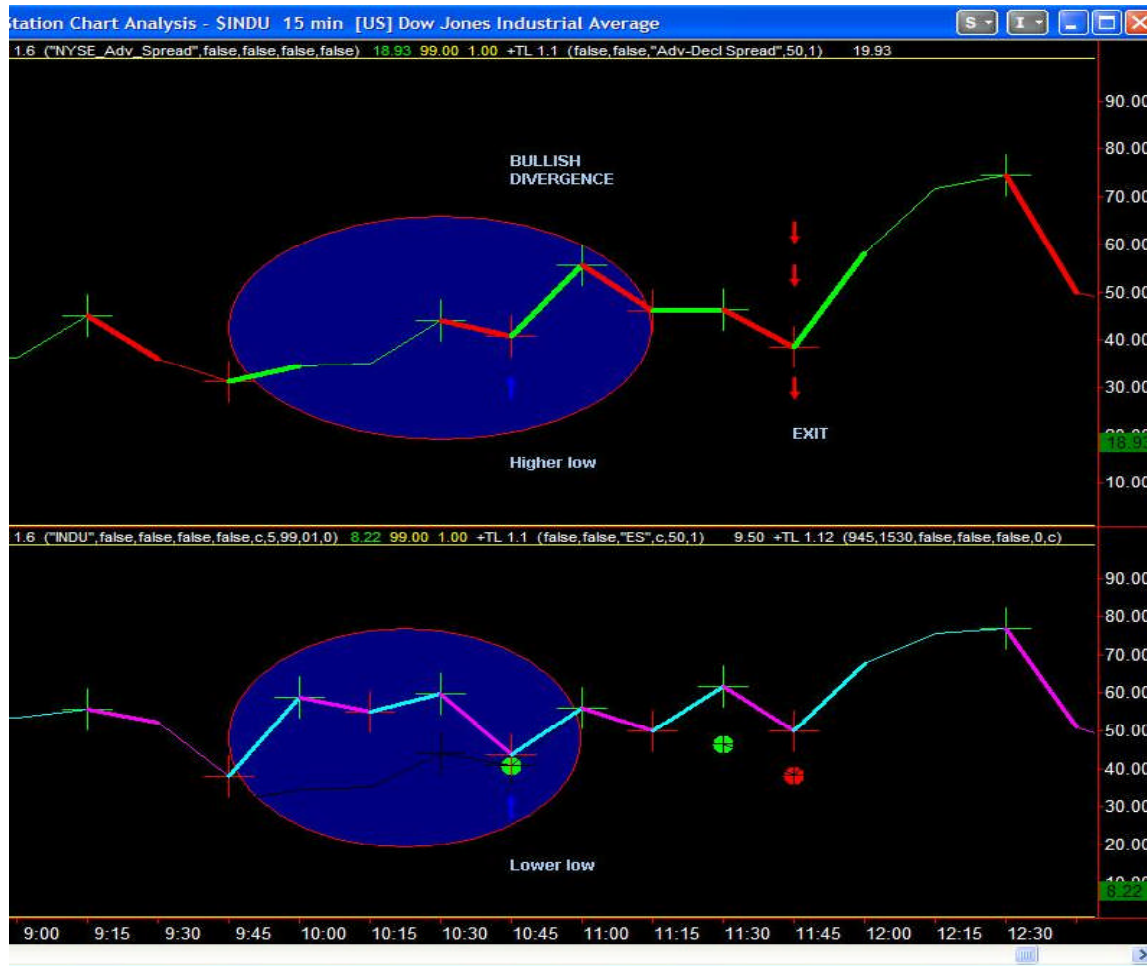 Station Chart Analysis - $INDU 15 min [US] Dow Jones Industrial Average
S I
1.6 ("NYSE_Adv_Spread",false,false,false,false) 18.93 99.00 1.00 +TL 1.1 (false,false,"Adv-Decl Spread",50,1) 19.93
90.00
80.00
70.00
60.00
50.00
40.00
30.00
20.00
18.93
10.00
BULLISH
DIVERGENCE
EXIT
Higher low
1.6 ("INDU",false,false,false,false,c,5,99,01,0) 8.22 99.00 1.00 +TL 1.1 (false,false,"ES",c,50,1) 9.50 +TL 1.12 (945,1530,false,false,false,0,c)
90.00
80.00
70.00
60.00
50.00
40.00
30.00
20.00
10.00
8.22
Lower low
9:00 9:15 9:30 9:45 10:00 10:15 10:30 10:45 11:00 11:15 11:30 11:45 12:00 12:15 12:30